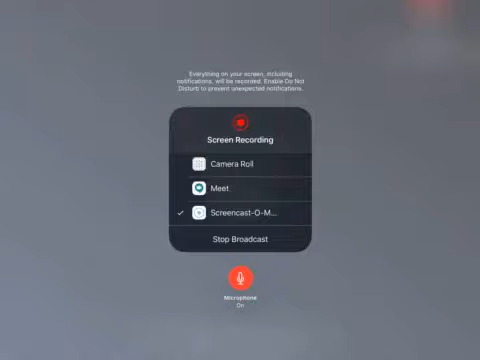 Everything on your screen, including
notifications, will be recorded. Enable Do Not
Disturb to prevent unexpected notifications.
Screen Recording
Camera Roll
Meet
Screencast-O-M...
Stop Broadcast
Microphone
On